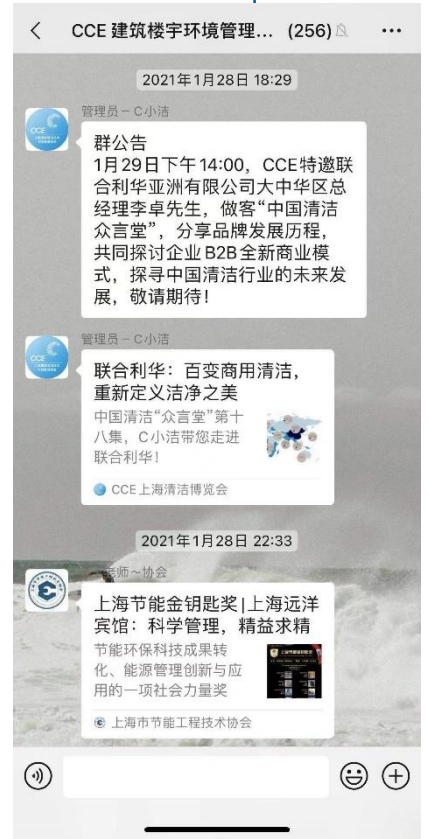 CCE 建筑楼宇环境管理... (256)
2021年1月28日 18:29
管理员－C小洁
群公告
1月29日下午14:00，CCE特邀联
合利华亚洲有限公司大中华区总
经理李卓先生，做客“中国清洁
众言堂”，分享品牌发展历程，
共同探讨企业B2B全新商业模
式，探寻中国清洁行业的未来发
展，敬请期待！
管理员－C小洁
联合利华：百变商用清洁，
重新定义洁净之美
中国清洁“众言堂”第十
八集，C小洁带您走进
联合利华！
CCE上海清洁博览会
2021年1月28日 22:33
老师～协会
上海节能金钥匙奖|上海远洋
宾馆：科学管理，精益求精
节能环保科技成果转
化、能源管理创新与应
用的一项社会力量奖
上海市节能工程技术协会